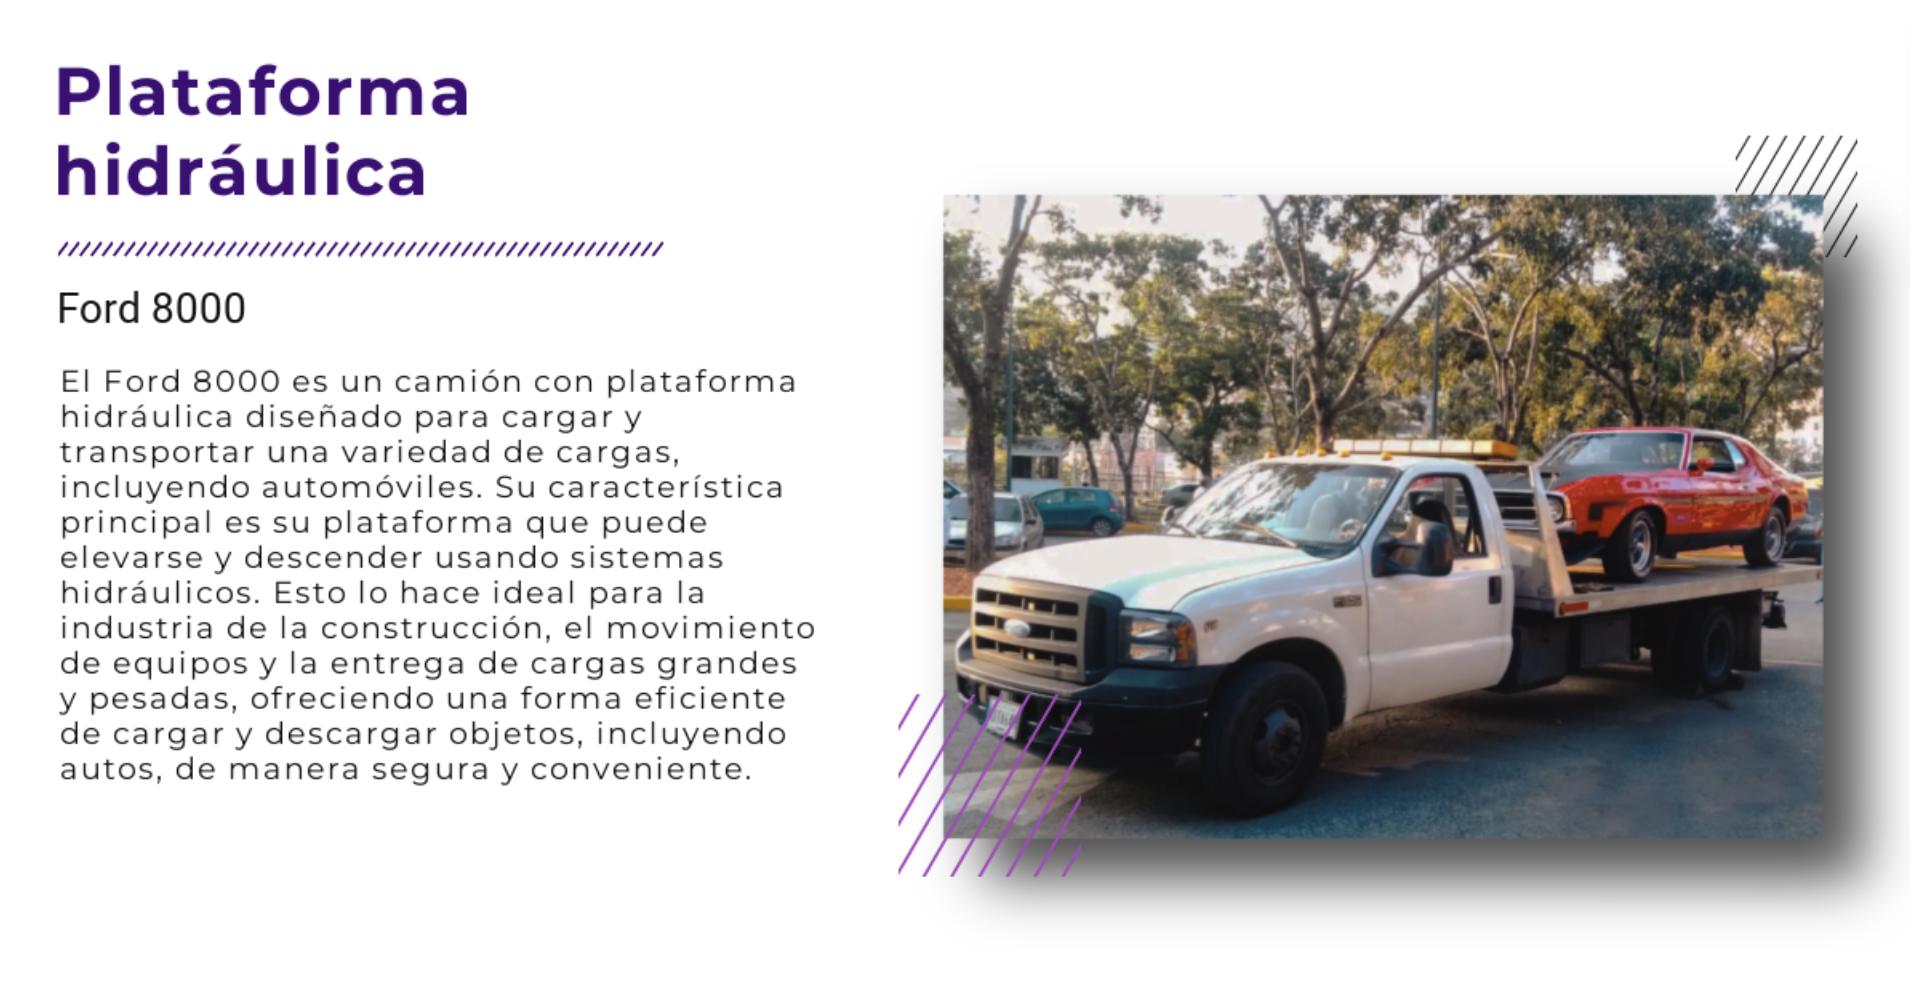 Plataforma
hidráulica
Ford 8000
El Ford 8000 es un camión con plataforma
hidráulica diseñado para cargar y
transportar una variedad de cargas,
incluyendo automóviles. Su característica
principal es su plataforma que puede
elevarse y descender usando sistemas
hidráulicos. Esto lo hace ideal para la
industria de la construcción, el movimiento
de equipos y la entrega de cargas grandes
y pesadas, ofreciendo una forma eficiente
de cargar y descargar objetos, incluyendo
autos, de manera segura y conveniente.